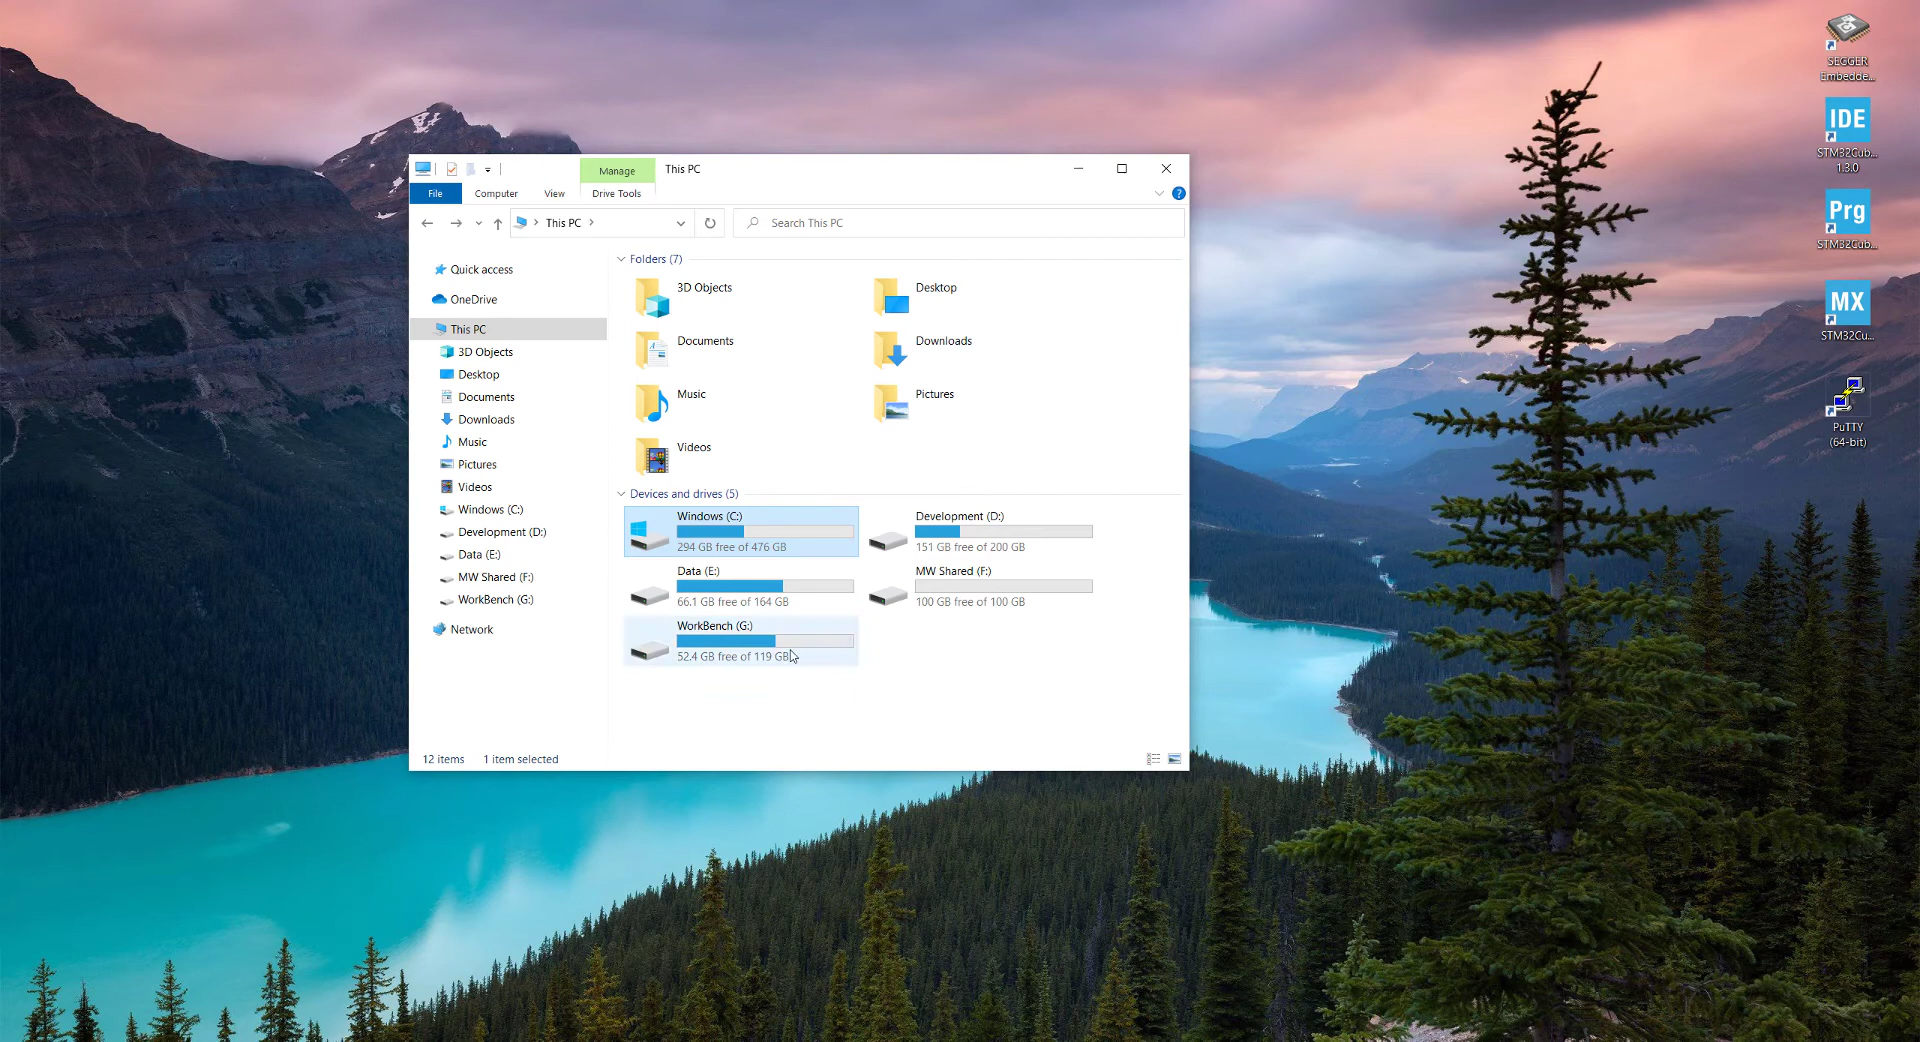 Manage
This PC
File
Computer
View
Drive Tools
?
This PC
Search This PC
Quick access
OneDrive
This PC
3D Objects
Desktop
Documents
Downloads
Music
Pictures
Videos
Windows (C:)
Development (D:)
Data (E:)
MW Shared (F:)
WorkBench (G:)
Network
Folders (7)
3D Objects
Desktop
Documents
Downloads
Music
Pictures
Videos
Devices and drives (5)
Windows (C:)
294 GB free of 476 GB
Development (D:)
151 GB free of 200 GB
Data (E:)
66.1 GB free of 164 GB
MW Shared (F:)
100 GB free of 100 GB
WorkBench (G:)
52.4 GB free of 119 GB
12 items
1 item selected
SEGGER
Embedde...
IDE
STM32Cub...
1.3.0
Prg
STM32Cub...
MX
STM32Cu...
PuTTY
(64-bit)